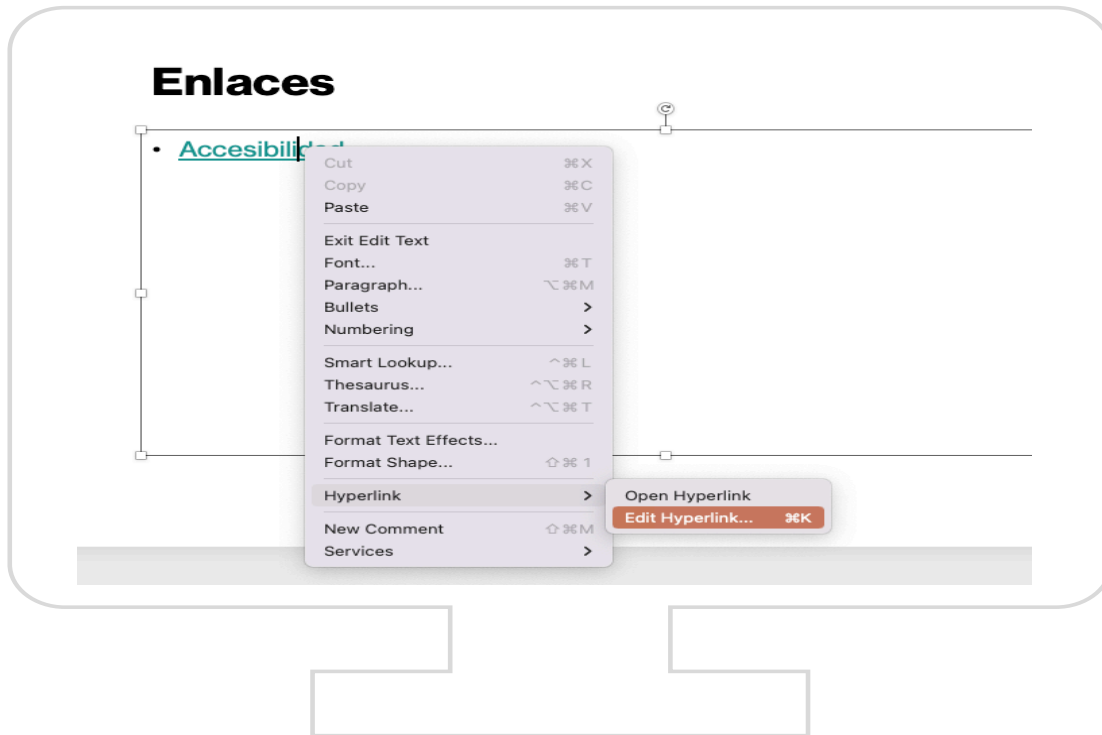 Enlaces
• Accesibilidad
Cut ⌘X
Copy ⌘C
Paste ⌘V
Exit Edit Text
Font... ⌘T
Paragraph... ⌥⌘M
Bullets >
Numbering >
Smart Lookup... ^⌘L
Thesaurus... ^⌥⌘R
Translate... ^⌥⌘T
Format Text Effects...
Format Shape... ⇧⌘1
Hyperlink >
Open Hyperlink
Edit Hyperlink... ⌘K
New Comment ⇧⌘M
Services >